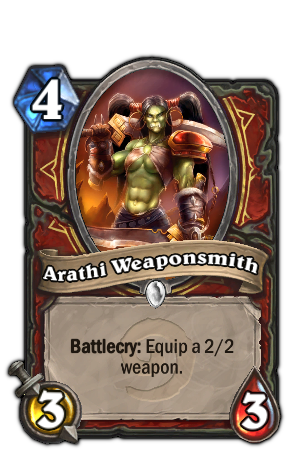 4
Arathi Weaponsmith
Battlecry: Equip a 2/2
weapon.
3
3